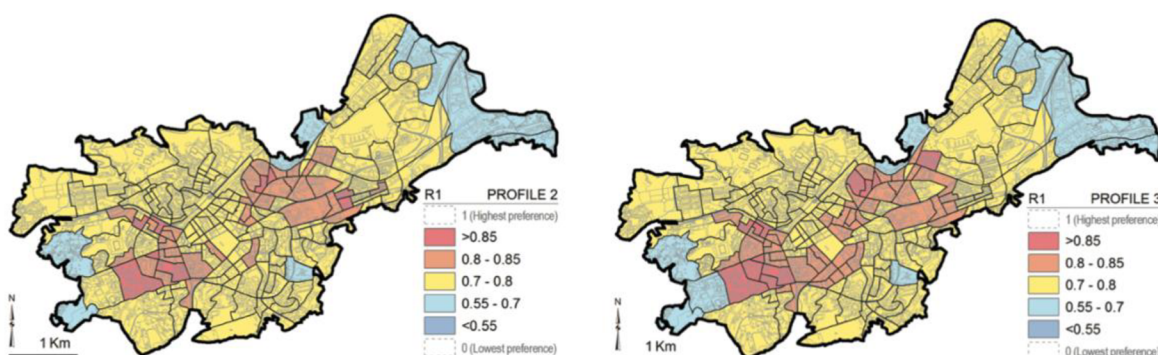 R1 PROFILE 2
1 (Highest preference)
>0.85
0.8 - 0.85
0.7 - 0.8
0.55 - 0.7
<0.55
0 (Lowest preference)
N
1 Km
R1 PROFILE 3
1 (Highest preference)
>0.85
0.8 - 0.85
0.7 - 0.8
0.55 - 0.7
<0.55
0 (Lowest preference)
N
1 Km